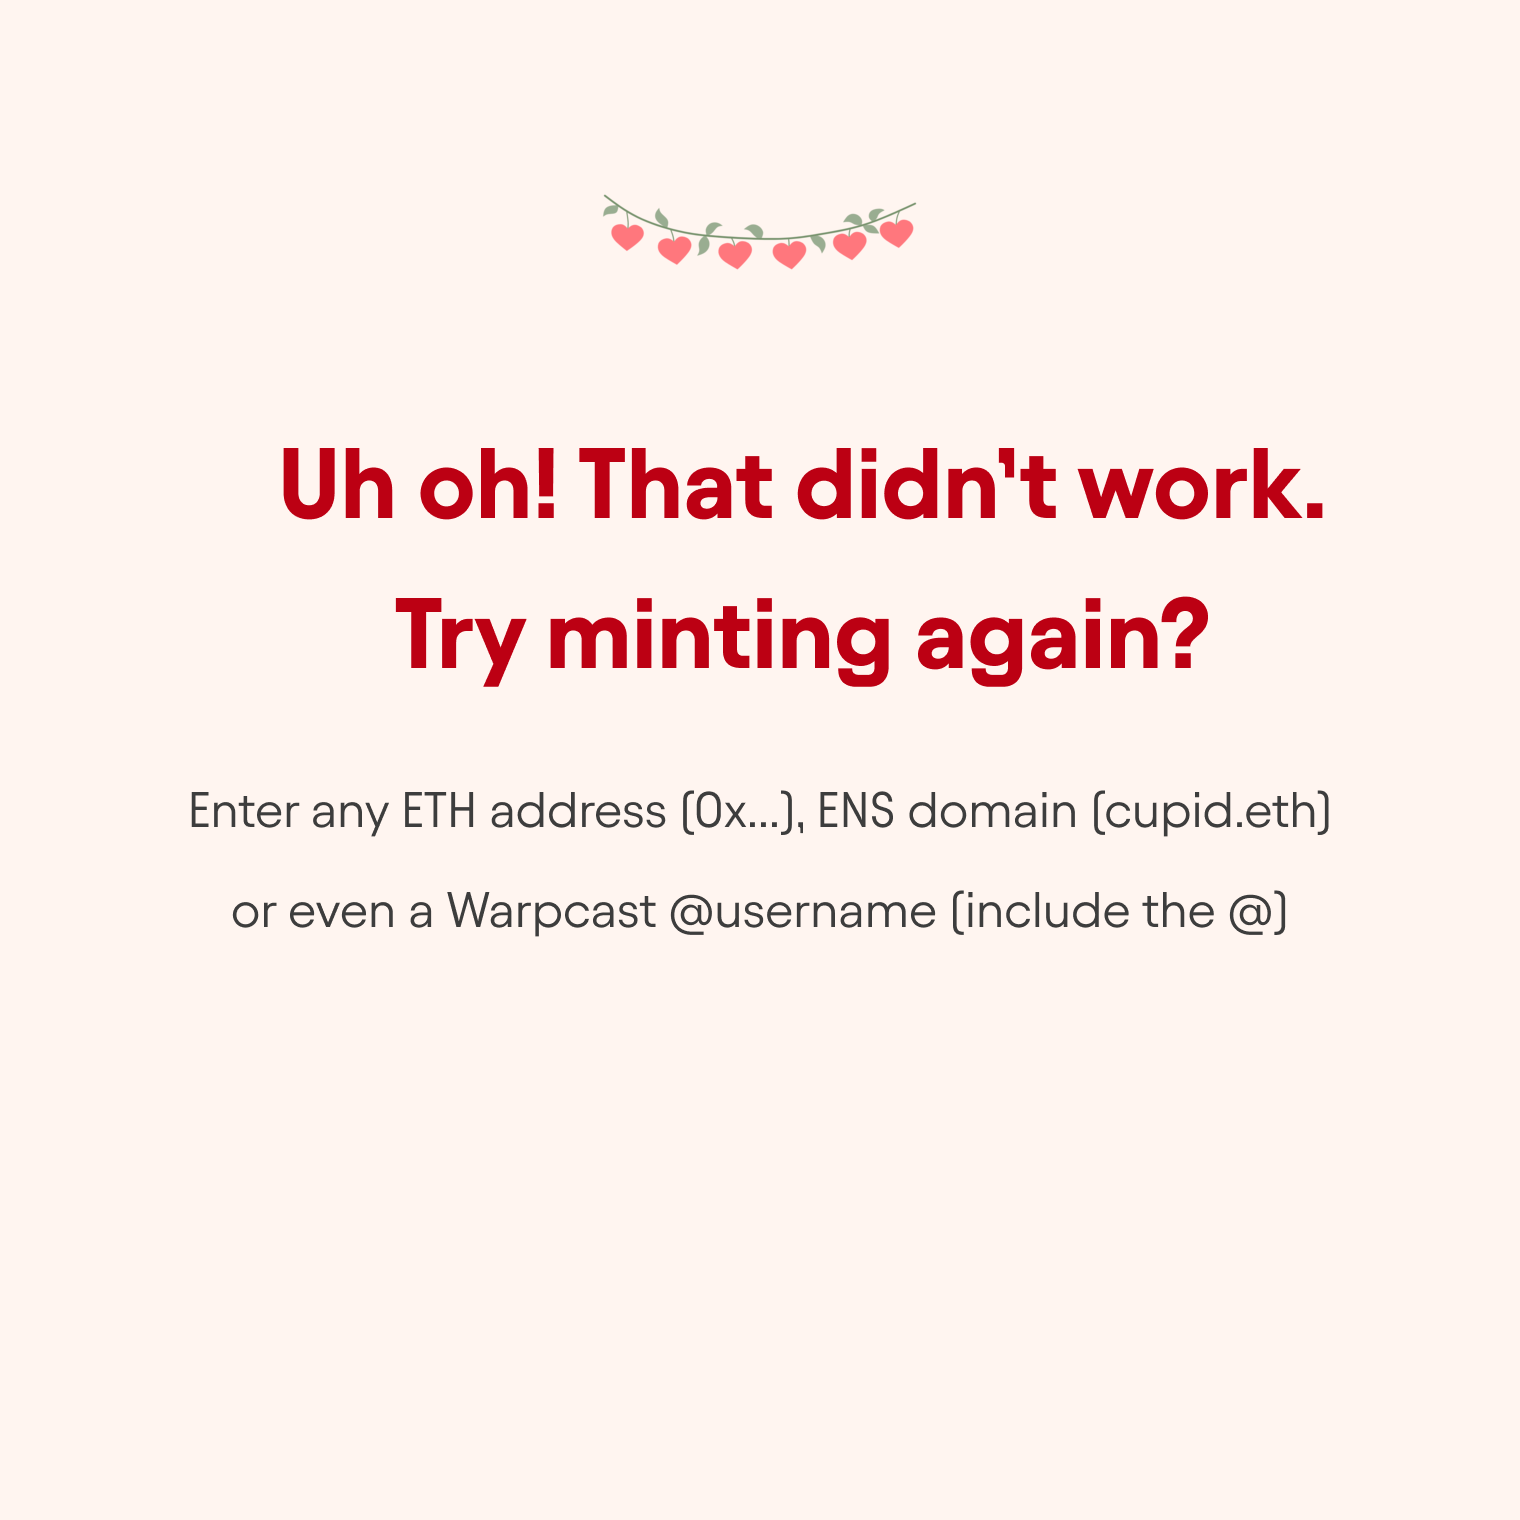 Uh oh! That didn't work.
Try minting again?
Enter any ETH address (0x...), ENS domain (cupid.eth)
or even a Warpcast @username (include the @)